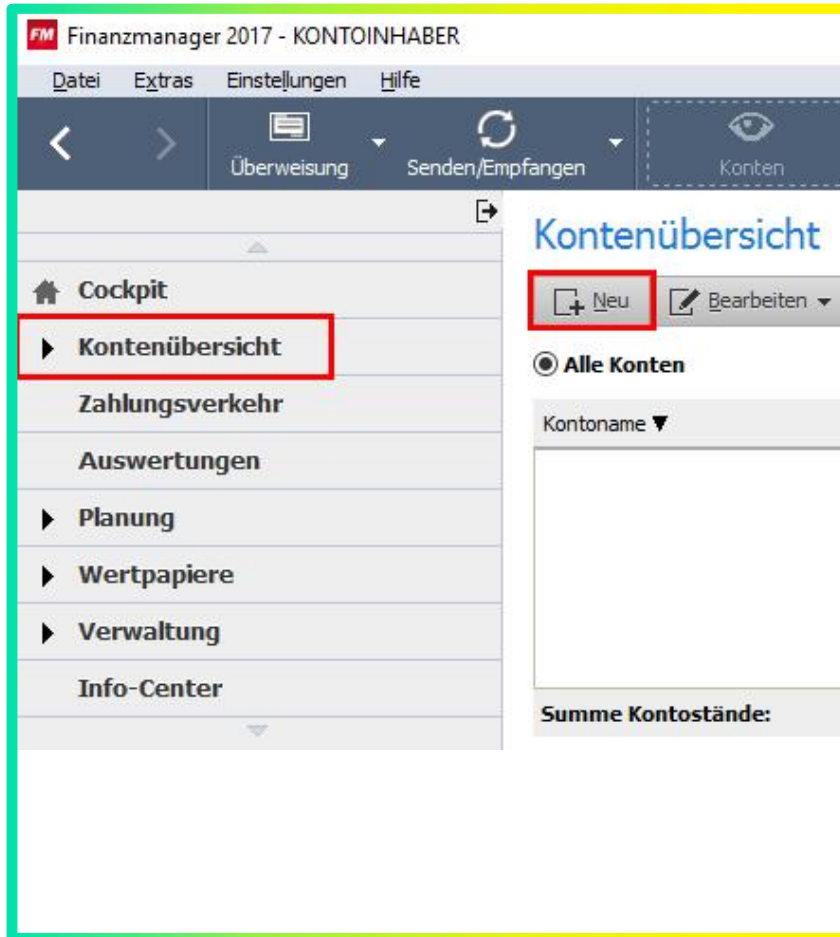 FM Finanzmanager 2017 - KONTOINHABER
Datei Extras Einstellungen Hilfe
Überweisung Senden/Empfangen Konten
Kontenübersicht
Neu Bearbeiten
Alle Konten
Kontoname
Summe Kontostände:
Cockpit
Kontenübersicht
Zahlungsverkehr
Auswertungen
Planung
Wertpapiere
Verwaltung
Info-Center